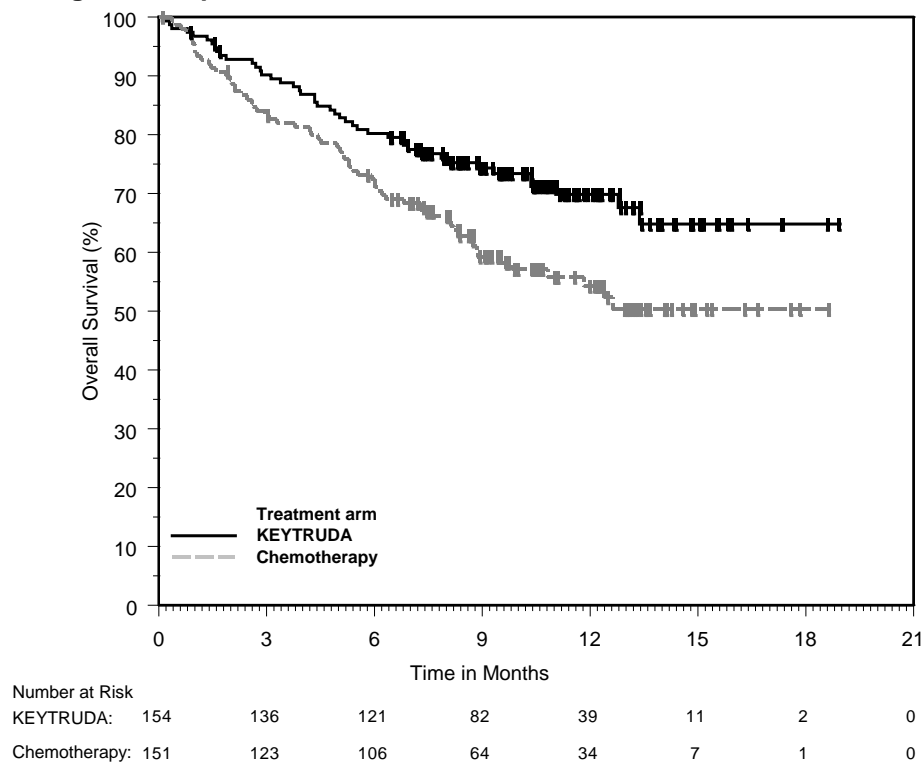 100
90
80
70
60
50
40
30
20
10
0
Overall Survival (%)
Treatment arm
KEYTRUDA
Chemotherapy
0 3 6 9 12 15 18 21
Time in Months
Number at Risk
KEYTRUDA: 154 136 121 82 39 11 2 0
Chemotherapy: 151 123 106 64 34 7 1 0